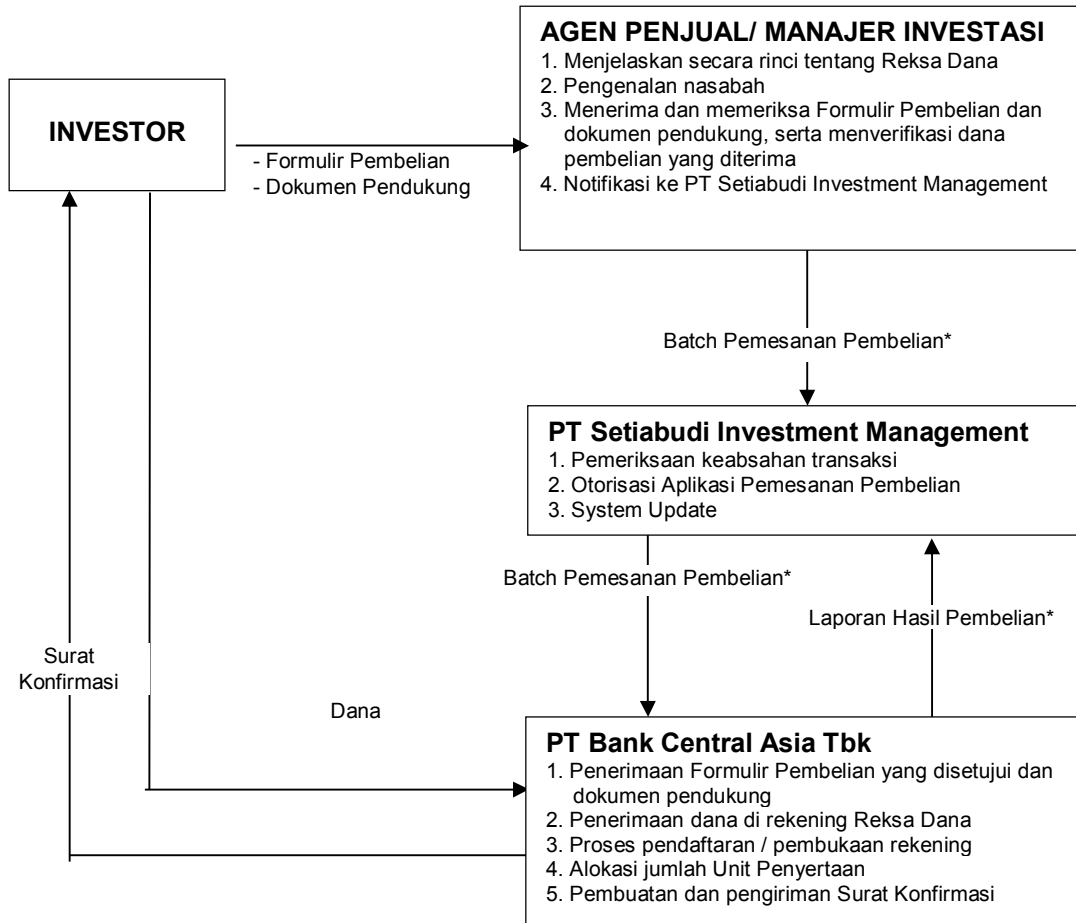 AGEN PENJUAL/ MANAJER INVESTASI
1. Menjelaskan secara rinci tentang Reksa Dana
2. Pengenalan nasabah
3. Menerima dan memeriksa Formulir Pembelian dan
dokumen pendukung, serta menverifikasi dana
pembelian yang diterima
4. Notifikasi ke PT Setiabudi Investment Management
INVESTOR
- Formulir Pembelian
- Dokumen Pendukung
Batch Pemesanan Pembelian*
PT Setiabudi Investment Management
1. Pemeriksaan keabsahan transaksi
2. Otorisasi Aplikasi Pemesanan Pembelian
3. System Update
Batch Pemesanan Pembelian*
Laporan Hasil Pembelian*
Surat
Konfirmasi
Dana
PT Bank Central Asia Tbk
1. Penerimaan Formulir Pembelian yang disetujui dan
dokumen pendukung
2. Penerimaan dana di rekening Reksa Dana
3. Proses pendaftaran / pembukaan rekening
4. Alokasi jumlah Unit Penyertaan
5. Pembuatan dan pengiriman Surat Konfirmasi